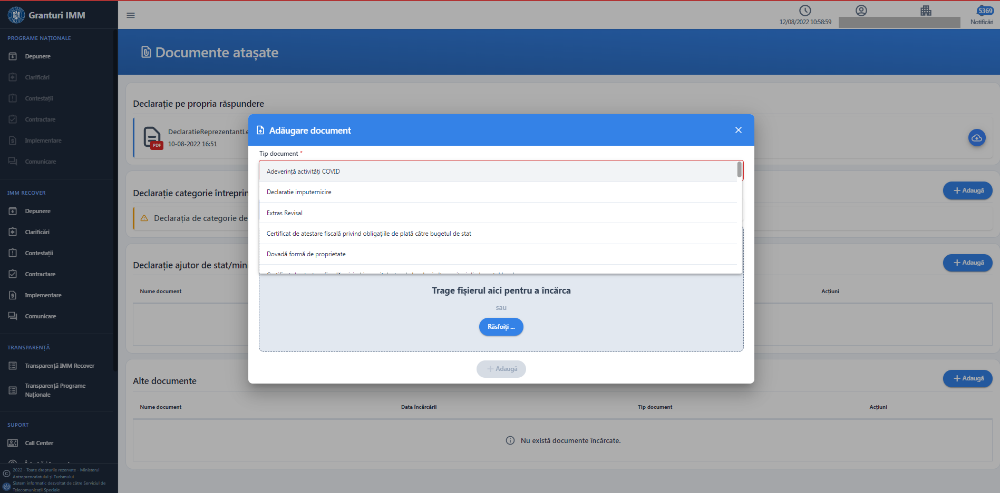 Granturi IMM
12/08/2022 10:58:59
5369
Notificări
PROGRAME NAȚIONALE
Depunere
Clarificări
Contestații
Contractare
Implementare
Comunicare
IMM RECOVER
Depunere
Clarificări
Contestații
Contractare
Implementare
Comunicare
TRANSPARENȚĂ
Transparență IMM Recover
Transparență Programe
Naționale
SUPORT
Call Center
2022 - Toate drepturile rezervate - Ministerul
Antreprenoriatului și Turismului
Sistem informatic dezvoltat de către Serviciul de
Telecomunicații Speciale
Documente atașate
Declarație pe propria răspundere
DeclaratieReprezentantLe
PDF
10-08-2022 16:51
Declarație categorie întreprin
Adaugă
Declarația de categorie de
Declarație ajutor de stat/mini
Adaugă
Nume document
Acțiuni
Alte documente
Adaugă
Nume document Data încărcării Tip document Acțiuni
Nu există documente încărcate.
Adăugare document
Tip document *
Adeverință activități COVID
Declaratie imputernicire
Extras Revisal
Certificat de atestare fiscală privind obligațiile de plată către bugetul de stat
Dovadă formă de proprietate
Trage fișierul aici pentru a încărca
sau
Răsfoiți ...
Adaugă